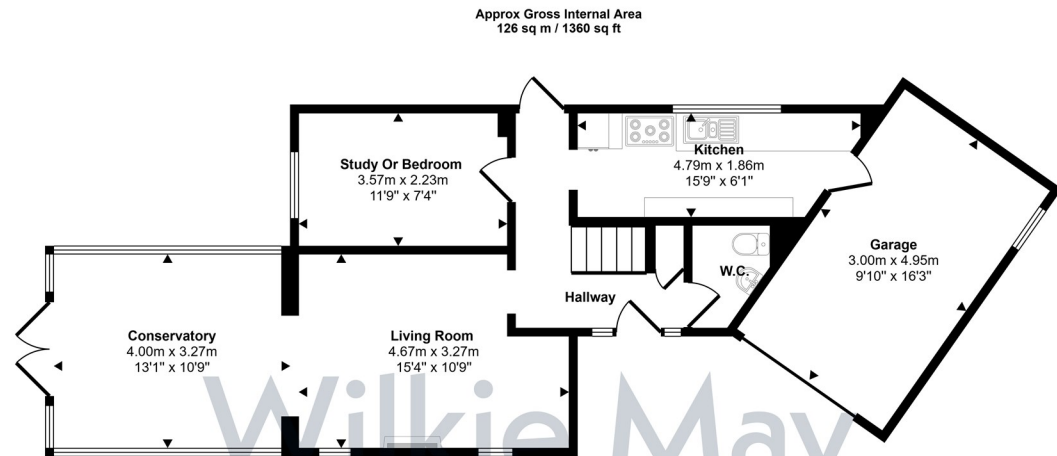 Approx Gross Internal Area
126 sq m / 1360 sq ft
Study Or Bedroom
3.57m x 2.23m
11'9" x 7'4"
Kitchen
4.79m x 1.86m
15'9" x 6'1"
Garage
3.00m x 4.95m
9'10" x 16'3"
W.C.
Hallway
Conservatory
4.00m x 3.27m
13'1" x 10'9"
Living Room
4.67m x 3.27m
15'4" x 10'9"
Wilkie May